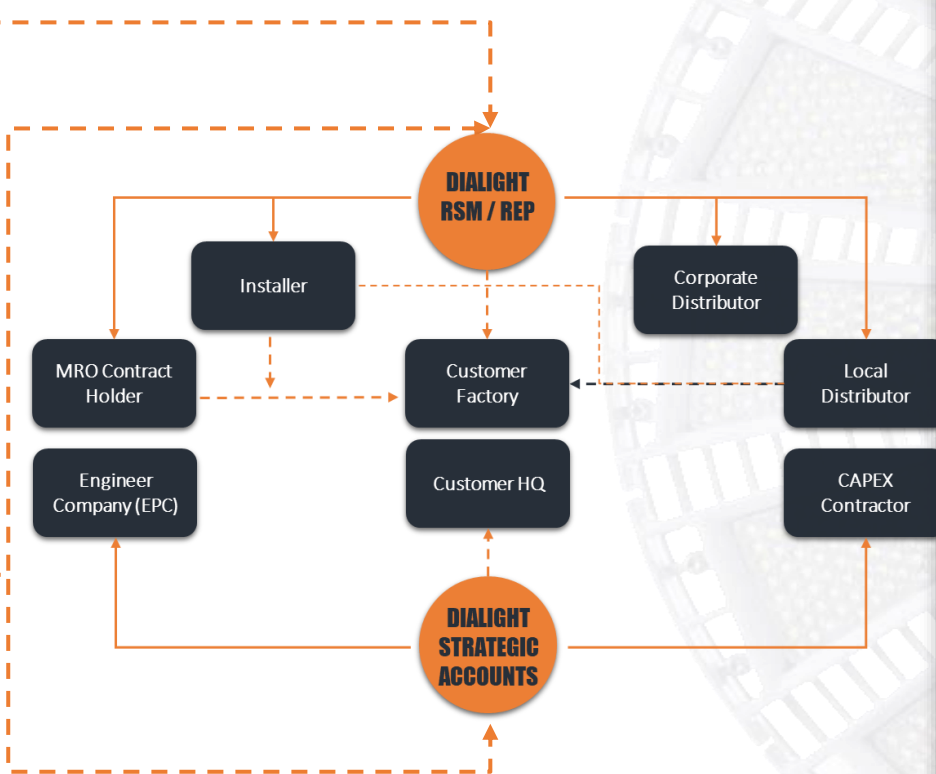 DIALIGHT
RSM / REP
Installer
Corporate
Distributor
MRO Contract
Holder
Customer
Factory
Local
Distributor
Engineer
Company (EPC)
Customer HQ
CAPEX
Contractor
DIALIGHT
STRATEGIC
ACCOUNTS